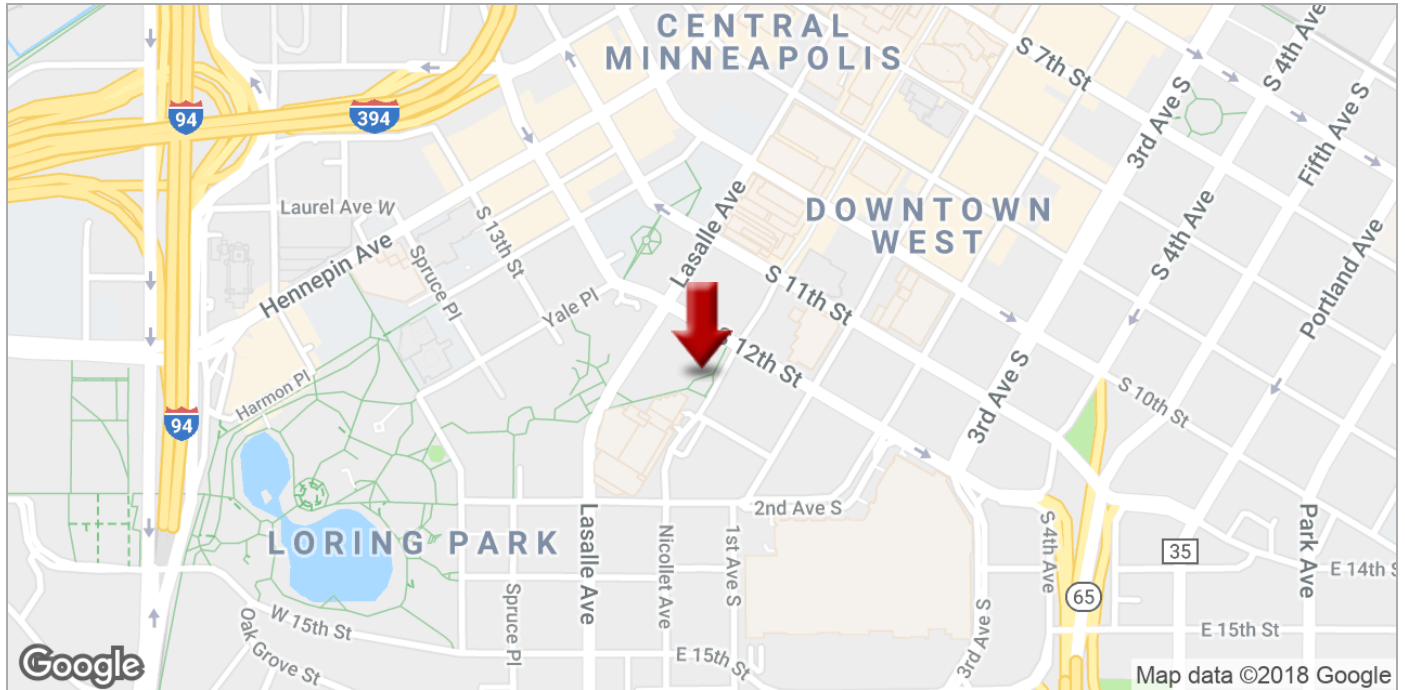 CENTRAL
MINNEAPOLIS
S 7th St
S 4th Ave
3rd Ave S
Fifth Ave S
94
394
Laurel Ave W
S 13th St
Lasalle Ave
DOWNTOWN
WEST
S 4th Ave
Portland Ave
Hennepin Ave
Spruce Pl
Yale Pl
S 11th St
S 12th St
Harmon Pl
3rd Ave S
S 10th St
94
2nd Ave S
LORING PARK
Lasalle Ave
Nicollet Ave
1st Ave S
S 4th Ave
35
Park Ave
E 14th S
Spruce Pl
65
W 15th St
Oak Grove St
3rd Ave S
E 15th St
E 15th St
Google
Map data ©2018 Google